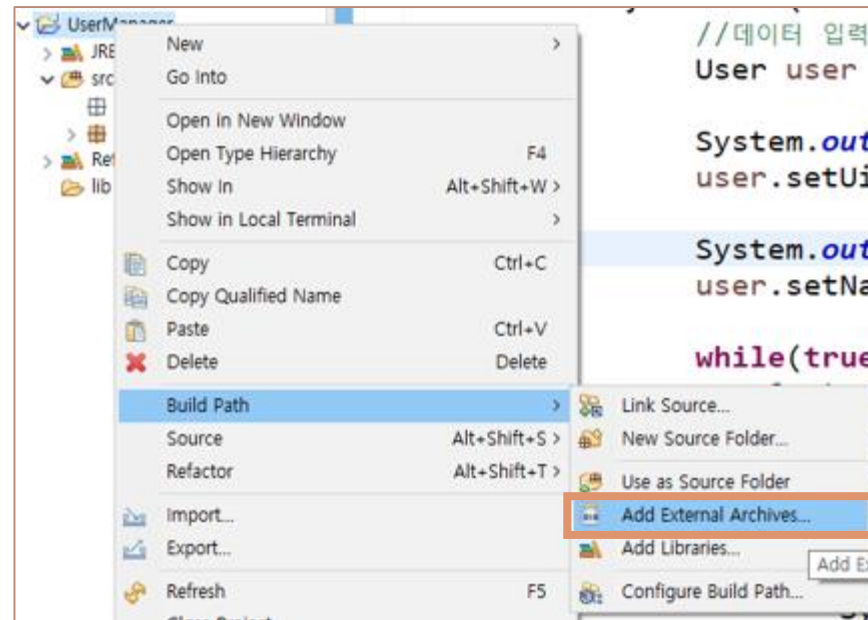 UserManager
JRE
src
Ref
lib
New
Go Into
Open in New Window
Open Type Hierarchy F4
Show In Alt+Shift+W >
Show in Local Terminal
Copy Ctrl+C
Copy Qualified Name
Paste Ctrl+V
Delete Delete
Build Path
Source Alt+Shift+S >
Refactor Alt+Shift+T >
Import...
Export...
Refresh F5
Link Source...
New Source Folder...
Use as Source Folder
Add External Archives...
Add Libraries...
Add Ex
Configure Build Path...
//데이터 입력
User user
System.out
user.setUi
System.out
user.setNa
while(true